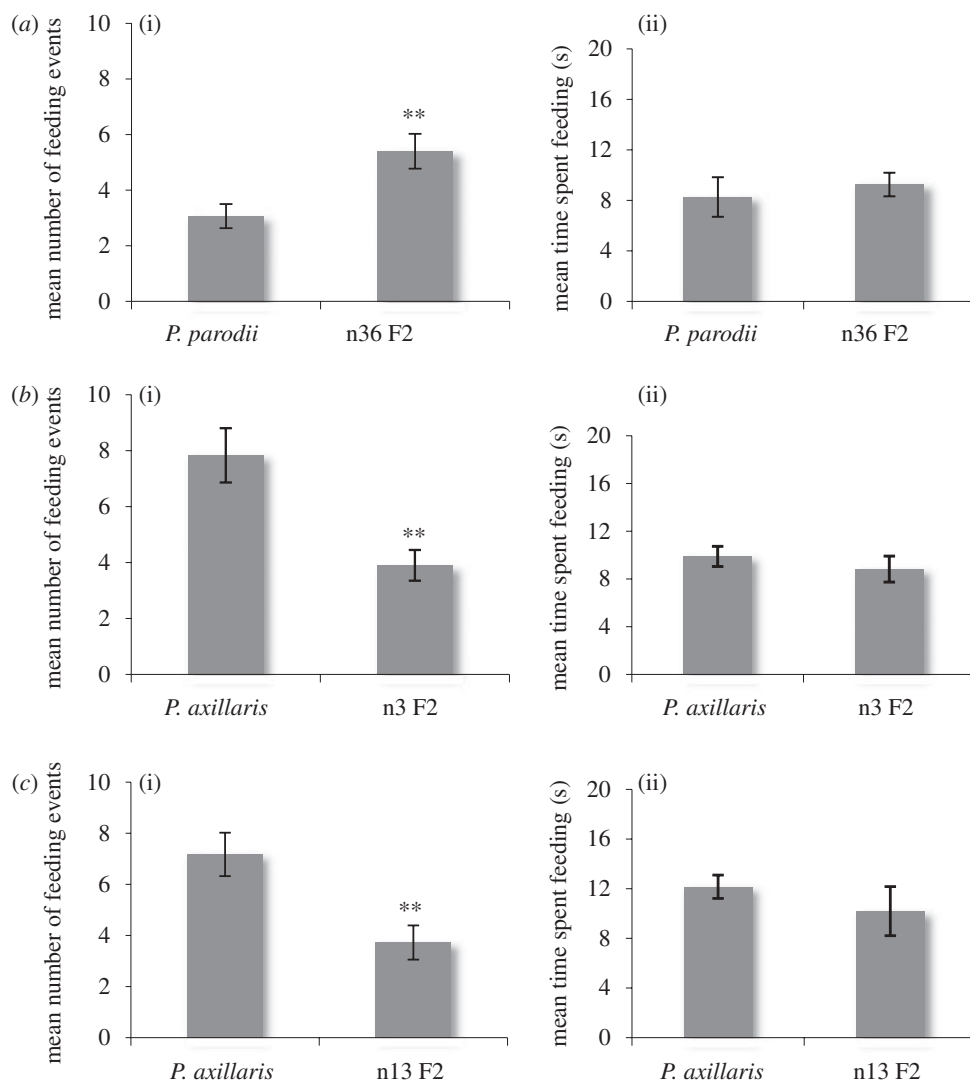 (a)
(i)
mean number of feeding events
10
8
6
4
2
0
**
P. parodii n36 F2
(ii)
mean time spent feeding (s)
20
16
12
8
4
0
P. parodii n36 F2
(b)
(i)
mean number of feeding events
10
8
6
4
2
0
**
P. axillaris n3 F2
(ii)
mean time spent feeding (s)
20
16
12
8
4
0
P. axillaris n3 F2
(c)
(i)
mean number of feeding events
10
8
6
4
2
0
**
P. axillaris n13 F2
(ii)
mean time spent feeding (s)
20
16
12
8
4
0
P. axillaris n13 F2